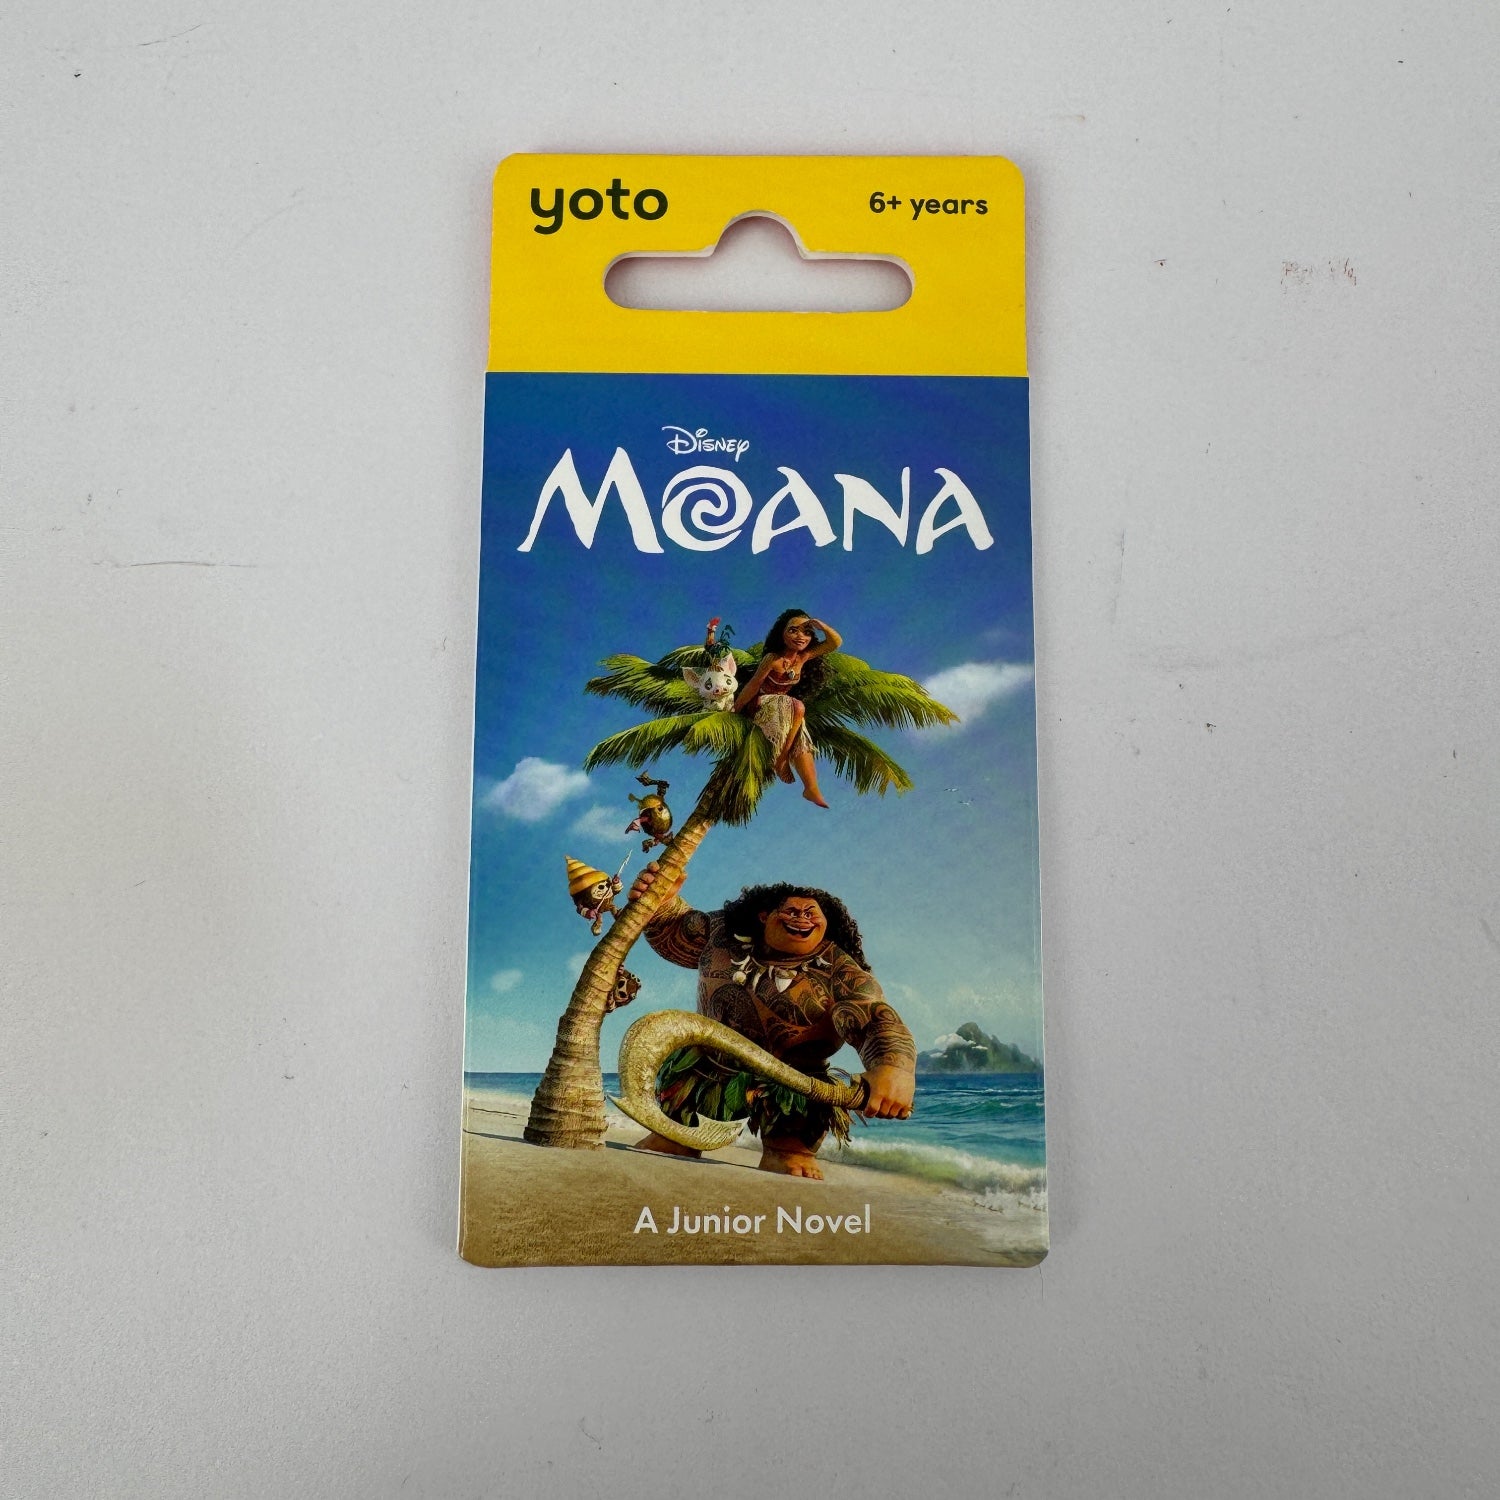 yoto
6+ years
Disney
MOANA
A Junior Novel